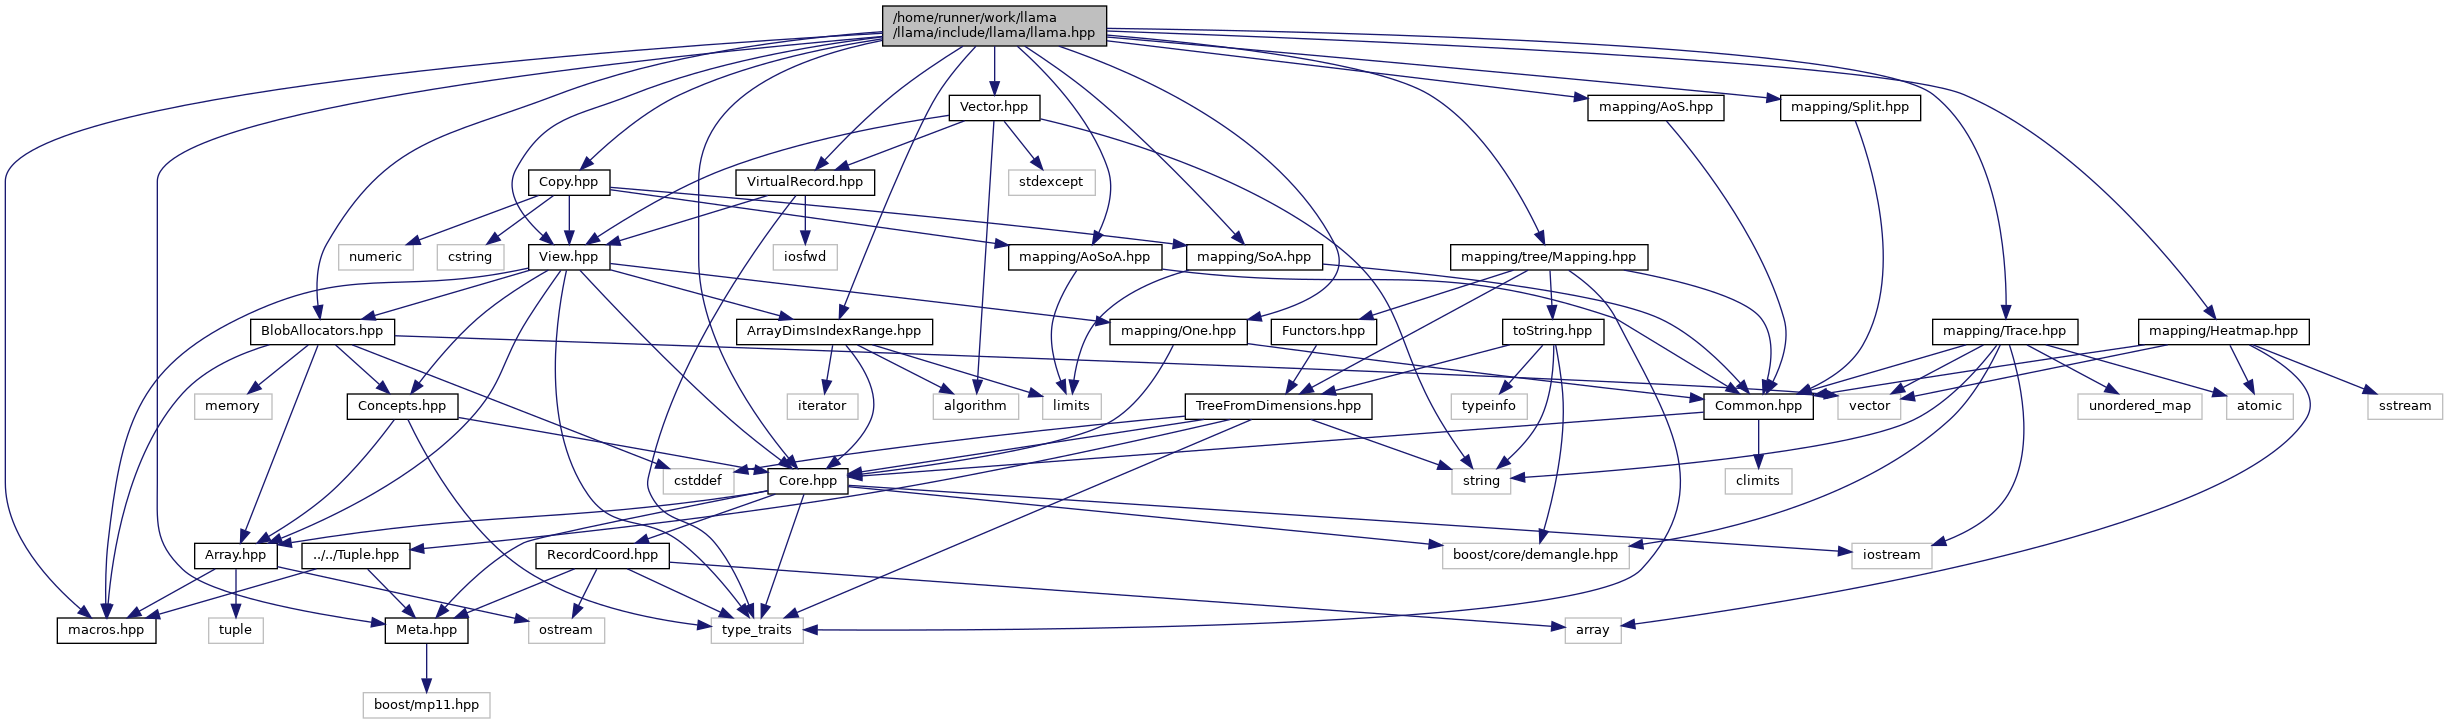 /home/runner/work/llama
/llama/include/llama/llama.hpp
Vector.hpp
mapping/AoS.hpp
mapping/Split.hpp
Copy.hpp
VirtualRecord.hpp
stdexcept
numeric
cstring
View.hpp
iosfwd
mapping/AoSoA.hpp
mapping/SoA.hpp
mapping/tree/Mapping.hpp
BlobAllocators.hpp
ArrayDimsIndexRange.hpp
mapping/One.hpp
Functors.hpp
toString.hpp
mapping/Trace.hpp
mapping/Heatmap.hpp
memory
Concepts.hpp
iterator
algorithm
limits
TreeFromDimensions.hpp
typeinfo
Common.hpp
vector
unordered_map
atomic
sstream
cstddef
Core.hpp
string
climits
Array.hpp
../../Tuple.hpp
RecordCoord.hpp
boost/core/demangle.hpp
iostream
macros.hpp
tuple
Meta.hpp
ostream
type_traits
array
boost/mp11.hpp